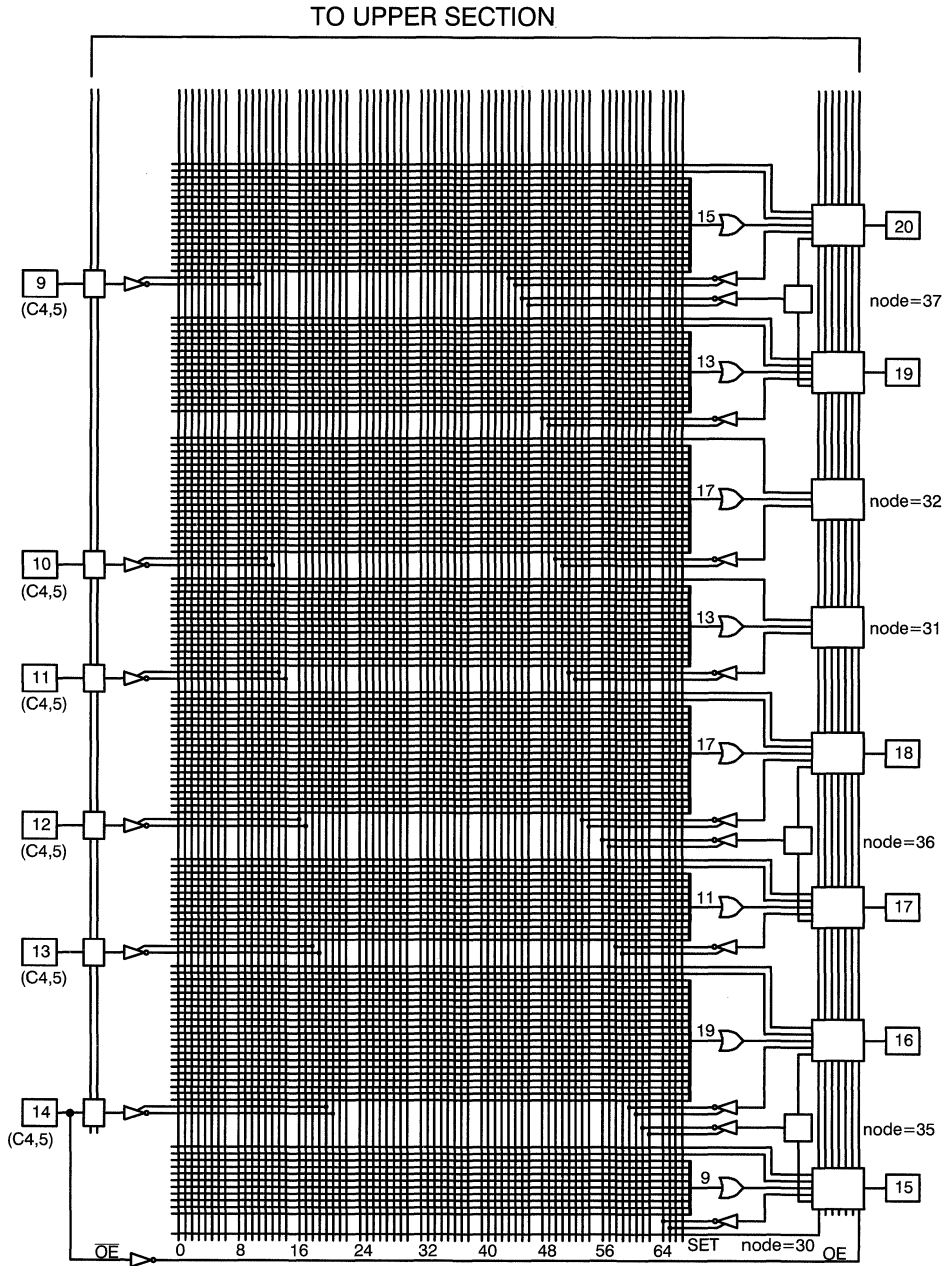 TO UPPER SECTION
15
20
9
(C4,5)
node=37
13
19
17
node=32
10
(C4,5)
13
node=31
11
(C4,5)
17
18
12
(C4,5)
node=36
11
17
13
(C4,5)
19
16
14
(C4,5)
node=35
9
15
OE
0 8 16 24 32 40 48 56 64 SET node=30 OE